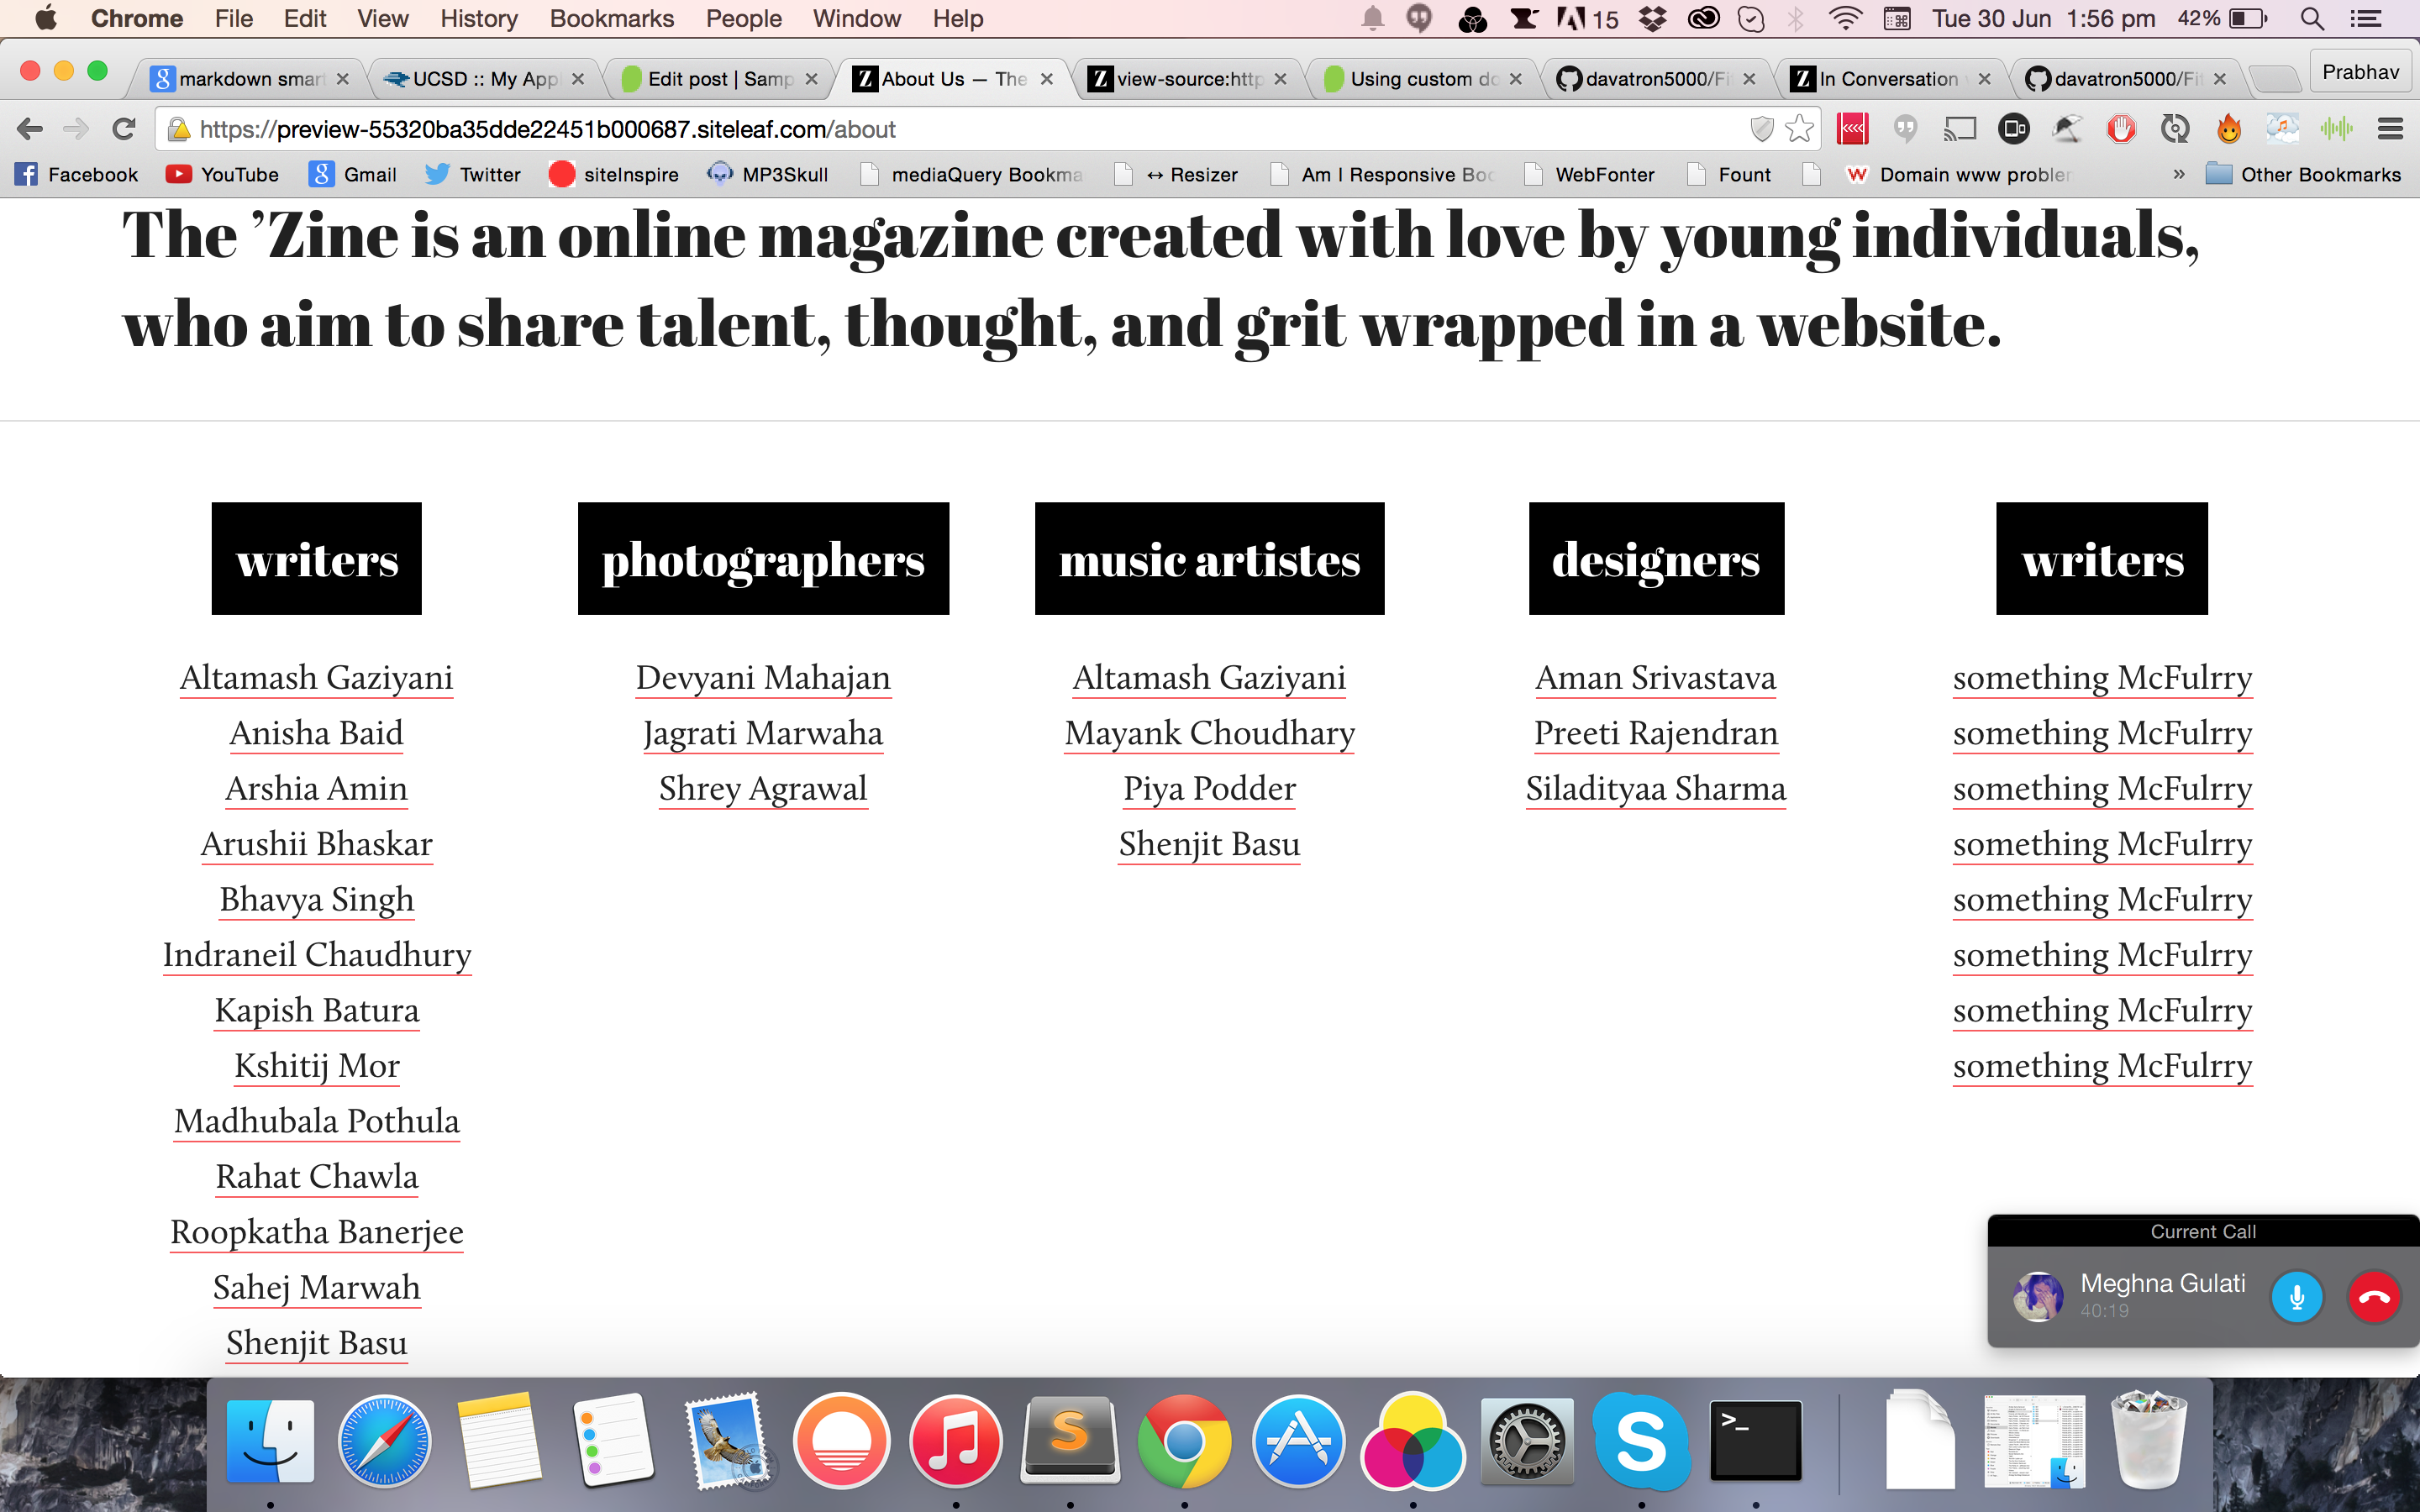 Chrome File Edit View History Bookmarks People Window Help 15 Tue 30 Jun 1:56 pm 42%
markdown smar UCSD :: My App Edit post | Samp About Us — The view-source:http Using custom do davatron5000/Fi In Conversation davatron5000/Fi Prabhav
https://preview-55320ba35dde22451b000687.siteleaf.com/about
Facebook YouTube Gmail Twitter siteInspire MP3Skull mediaQuery Bookma ↔ Resizer Am I Responsive Boo WebFonter Fount Domain www problem » Other Bookmarks
The ’Zine is an online magazine created with love by young individuals,
who aim to share talent, thought, and grit wrapped in a website.
writers
Altamash Gaziyani
Anisha Baid
Arshia Amin
Arushii Bhaskar
Bhavya Singh
Indraneil Chaudhury
Kapish Batura
Kshitij Mor
Madhubala Pothula
Rahat Chawla
Roopkatha Banerjee
Sahej Marwah
Shenjit Basu
photographers
Devyani Mahajan
Jagrati Marwaha
Shrey Agrawal
music artistes
Altamash Gaziyani
Mayank Choudhary
Piya Podder
Shenjit Basu
designers
Aman Srivastava
Preeti Rajendran
Siladityaa Sharma
writers
something McFulrry
something McFulrry
something McFulrry
something McFulrry
something McFulrry
something McFulrry
something McFulrry
something McFulrry
Current Call
Meghna Gulati
40:19